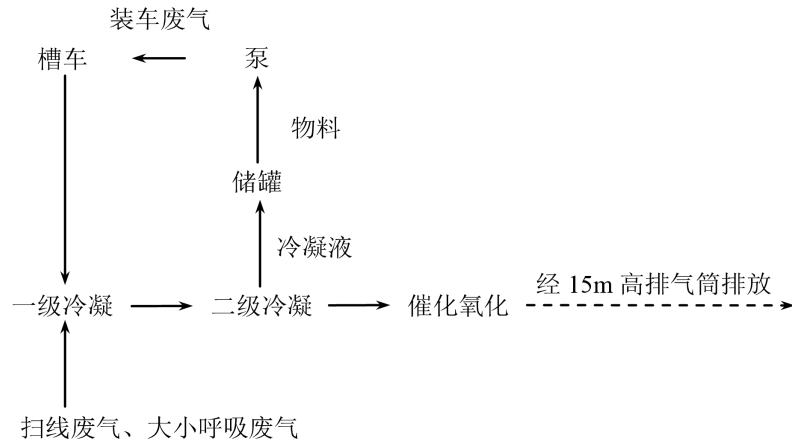 装车废气
槽车
泵
物料
储罐
冷凝液
一级冷凝
二级冷凝
催化氧化
经 15m 高排气筒排放
扫线废气、大小呼吸废气